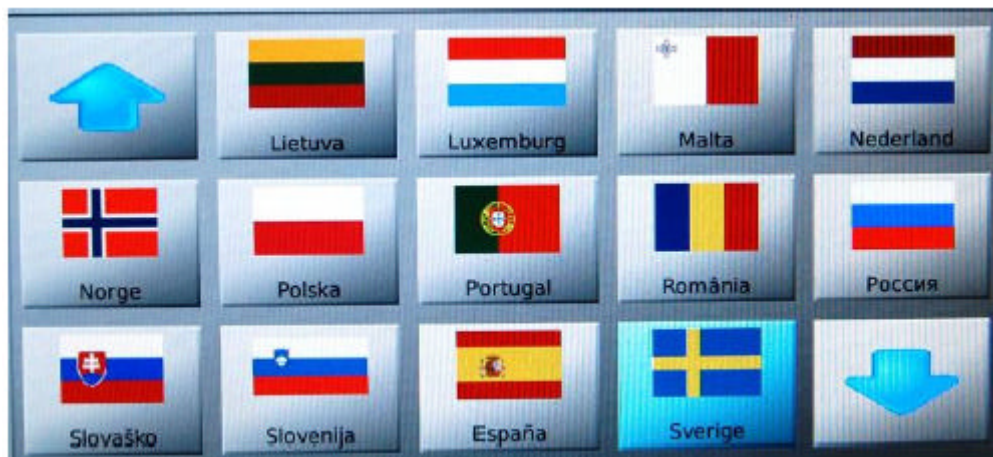 Lietuva
Luxemburg
Malta
Nederland
Norge
Polska
Portugal
România
Россия
Slovaško
Slovenija
España
Sverige